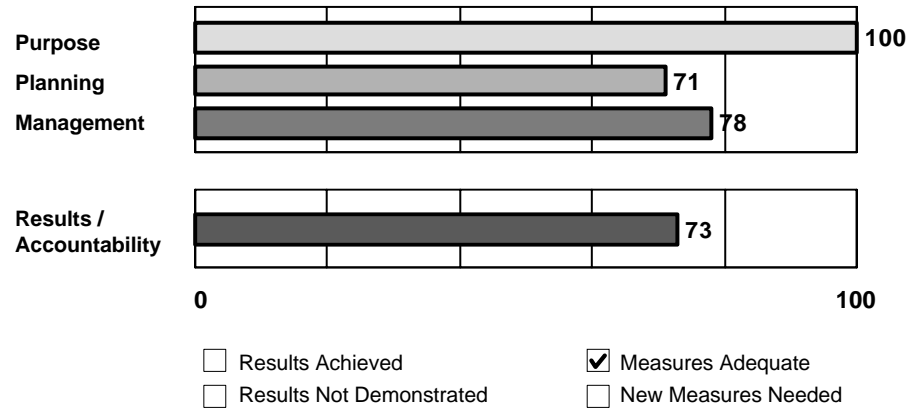 Purpose 100
Planning 71
Management 78
Results /
Accountability 73
0 100
Results Achieved Measures Adequate
Results Not Demonstrated New Measures Needed